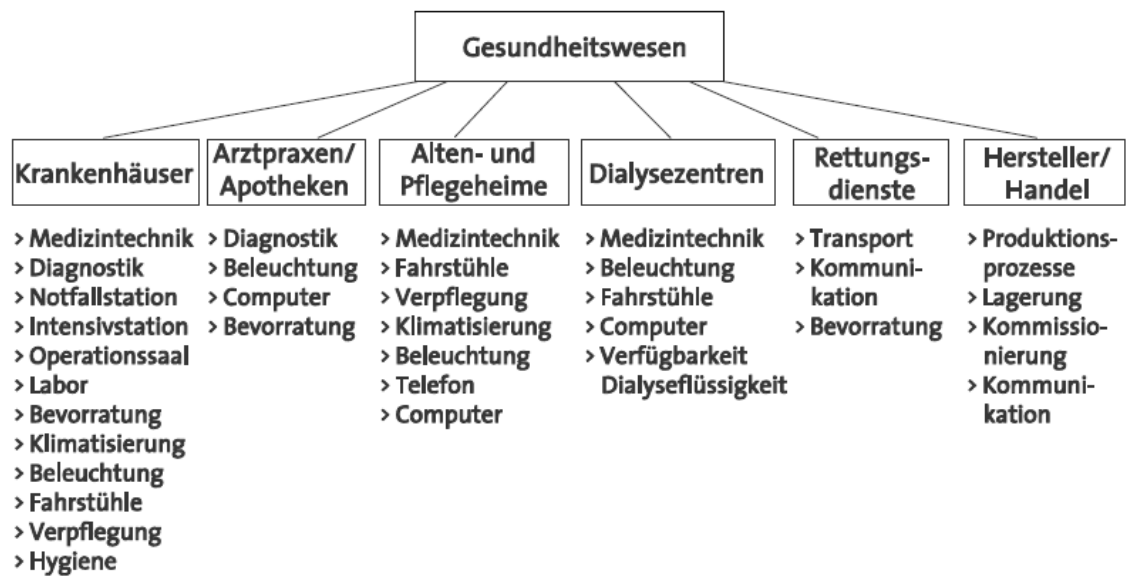 Gesundheitswesen
Krankenhäuser
> Medizintechnik
> Diagnostik
> Notfallstation
> Intensivstation
> Operationssaal
> Labor
> Bevorratung
> Klimatisierung
> Beleuchtung
> Fahrstühle
> Verpflegung
> Hygiene
Arztpraxen/
Apotheken
> Diagnostik
> Beleuchtung
> Computer
> Bevorratung
Alten- und
Pflegeheime
> Medizintechnik
> Fahrstühle
> Verpflegung
> Klimatisierung
> Beleuchtung
> Telefon
> Computer
Dialysezentren
> Medizintechnik
> Beleuchtung
> Fahrstühle
> Computer
> Verfügbarkeit
Dialyseflüssigkeit
Rettungs-
dienste
> Transport
> Kommuni-
kation
> Bevorratung
Hersteller/
Handel
> Produktions-
prozesse
> Lagerung
> Kommissio-
nierung
> Kommuni-
kation